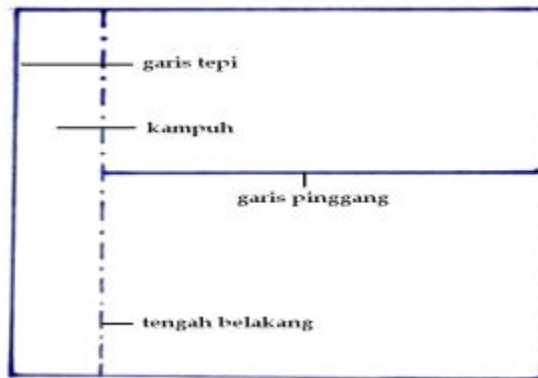 garis tepi
kampuh
garis pinggang
tengah belakang